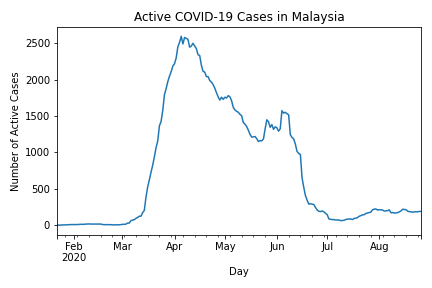 Active COVID-19 Cases in Malaysia
Number of Active Cases
2500
2000
1500
1000
500
0
Feb Mar Apr May Jun Jul Aug
2020
Day